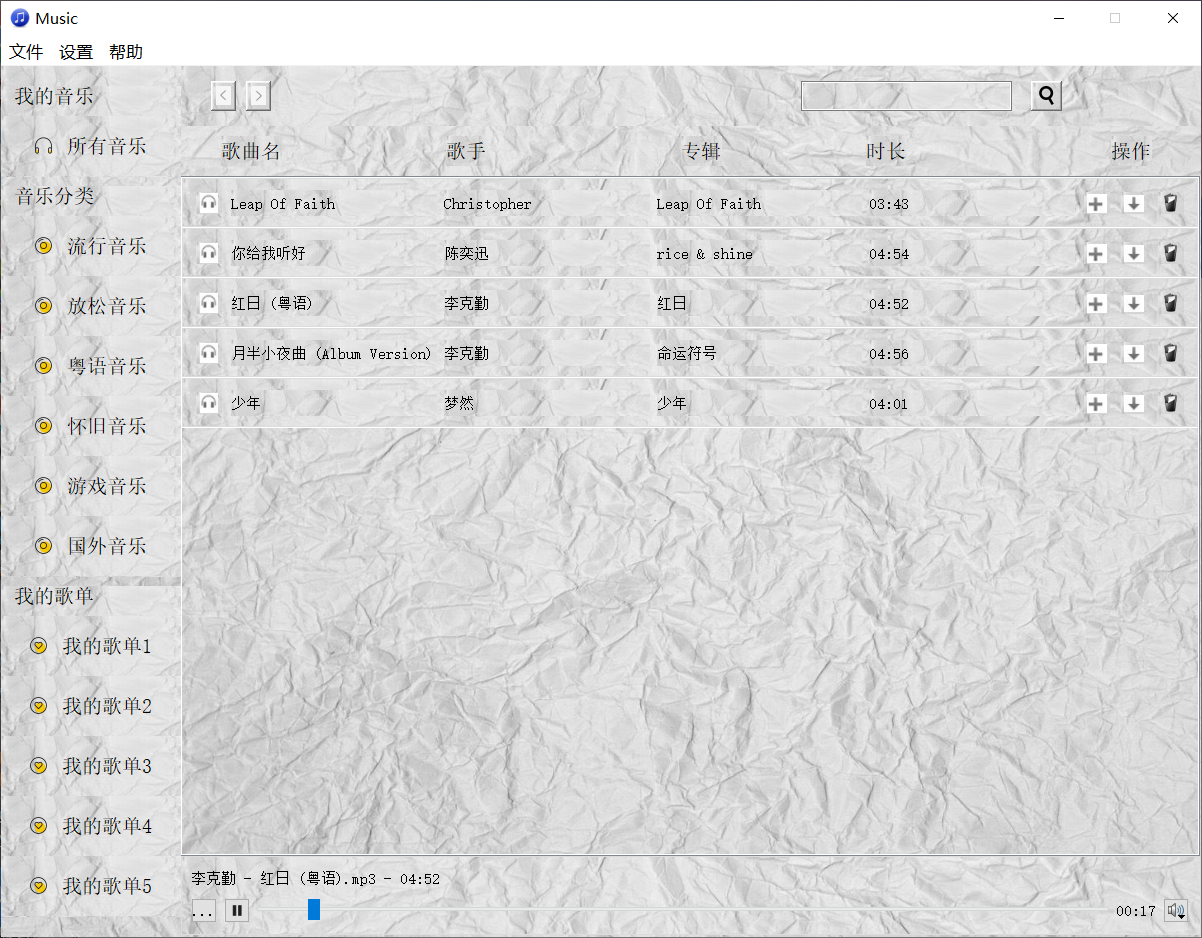 Music
文件 设置 帮助
我的音乐
所有音乐
音乐分类
流行音乐
放松音乐
粤语音乐
怀旧音乐
游戏音乐
国外音乐
我的歌单
我的歌单1
我的歌单2
我的歌单3
我的歌单4
我的歌单5
歌曲名 歌手 专辑 时长 操作
Leap Of Faith Christopher Leap Of Faith 03:43
你给我听好 陈奕迅 rice & shine 04:54
红日 (粤语) 李克勤 红日 04:52
月半小夜曲 (Album Version) 李克勤 命运符号 04:56
少年 梦然 少年 04:01
李克勤 - 红日 (粤语).mp3 - 04:52
... 00:17